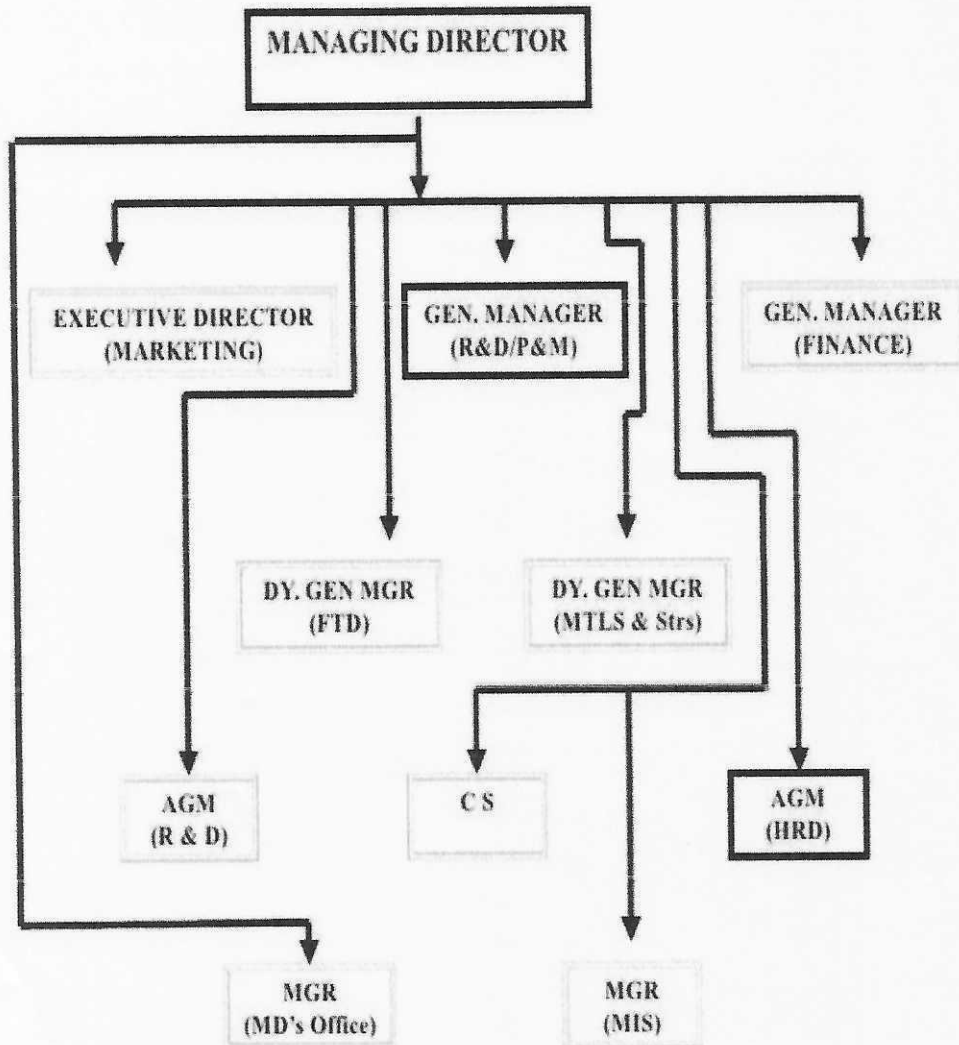 MANAGING DIRECTOR
EXECUTIVE DIRECTOR
(MARKETING)
GEN. MANAGER
(R&D/P&M)
GEN. MANAGER
(FINANCE)
DY. GEN MGR
(FTD)
DY. GEN MGR
(MTLS & Strs)
AGM
(R & D)
C S
AGM
(HRD)
MGR
(MD's Office)
MGR
(MIS)